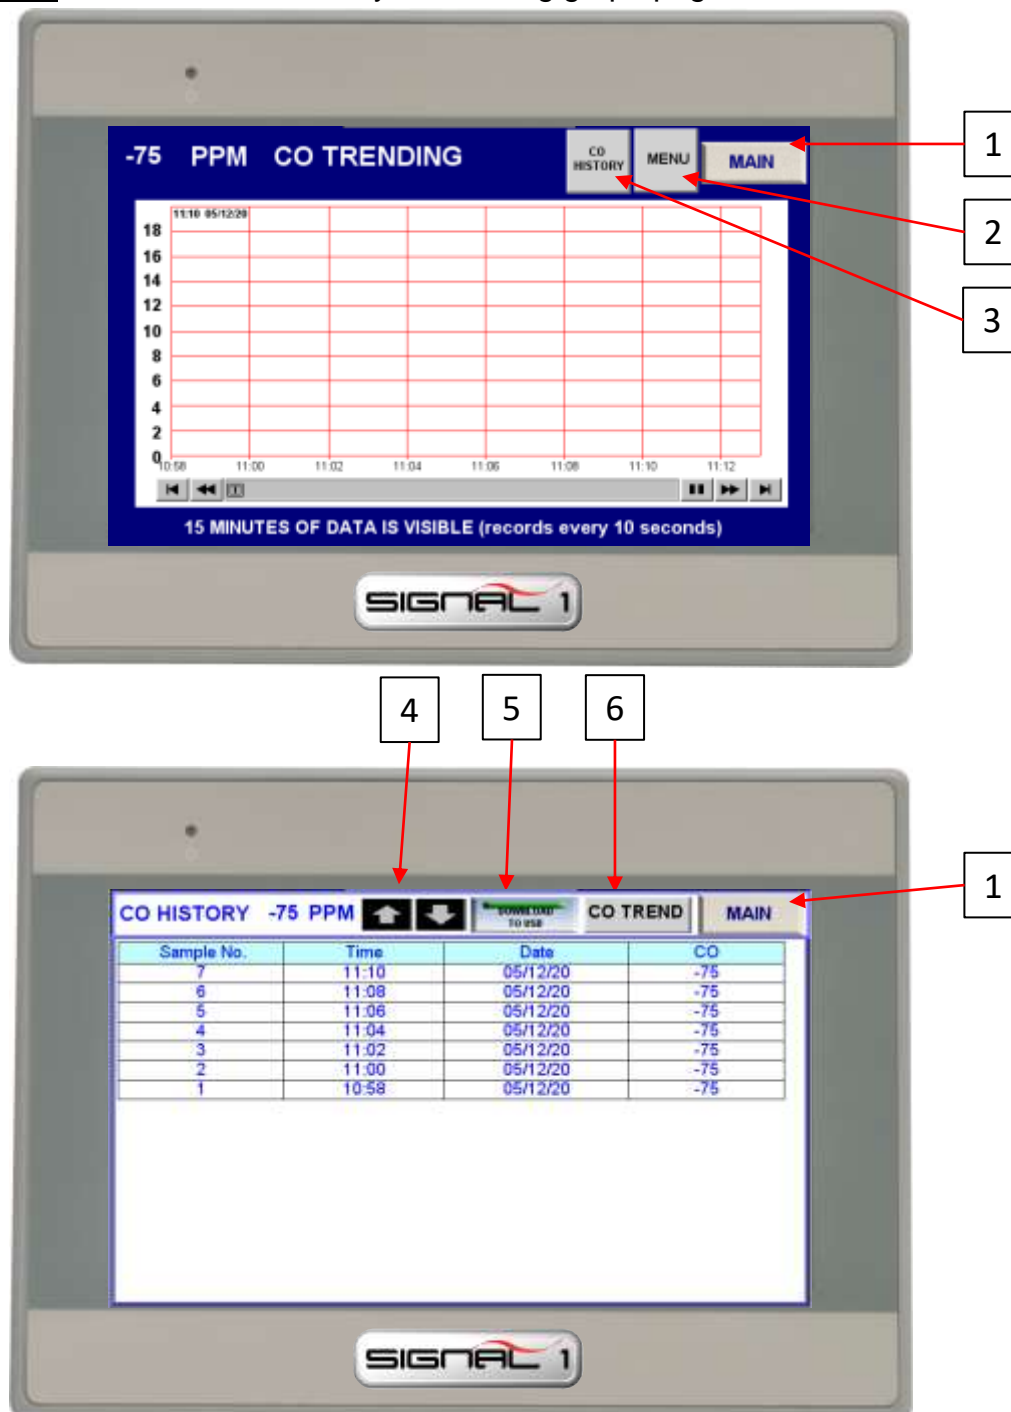 -75 PPM CO TRENDING
CO HISTORY
MENU
MAIN
1
2
3
11:10 05/12/20
18
16
14
12
10
8
6
4
2
0
10:58 11:00 11:02 11:04 11:06 11:08 11:10 11:12
15 MINUTES OF DATA IS VISIBLE (records every 10 seconds)
SIGNAL 1
4 5 6
1
CO HISTORY -75 PPM DOWNLOAD TO USB CO TREND MAIN
Sample No. Time Date CO
7 11:10 05/12/20 -75
6 11:08 05/12/20 -75
5 11:06 05/12/20 -75
4 11:04 05/12/20 -75
3 11:02 05/12/20 -75
2 11:00 05/12/20 -75
1 10:58 05/12/20 -75
SIGNAL 1